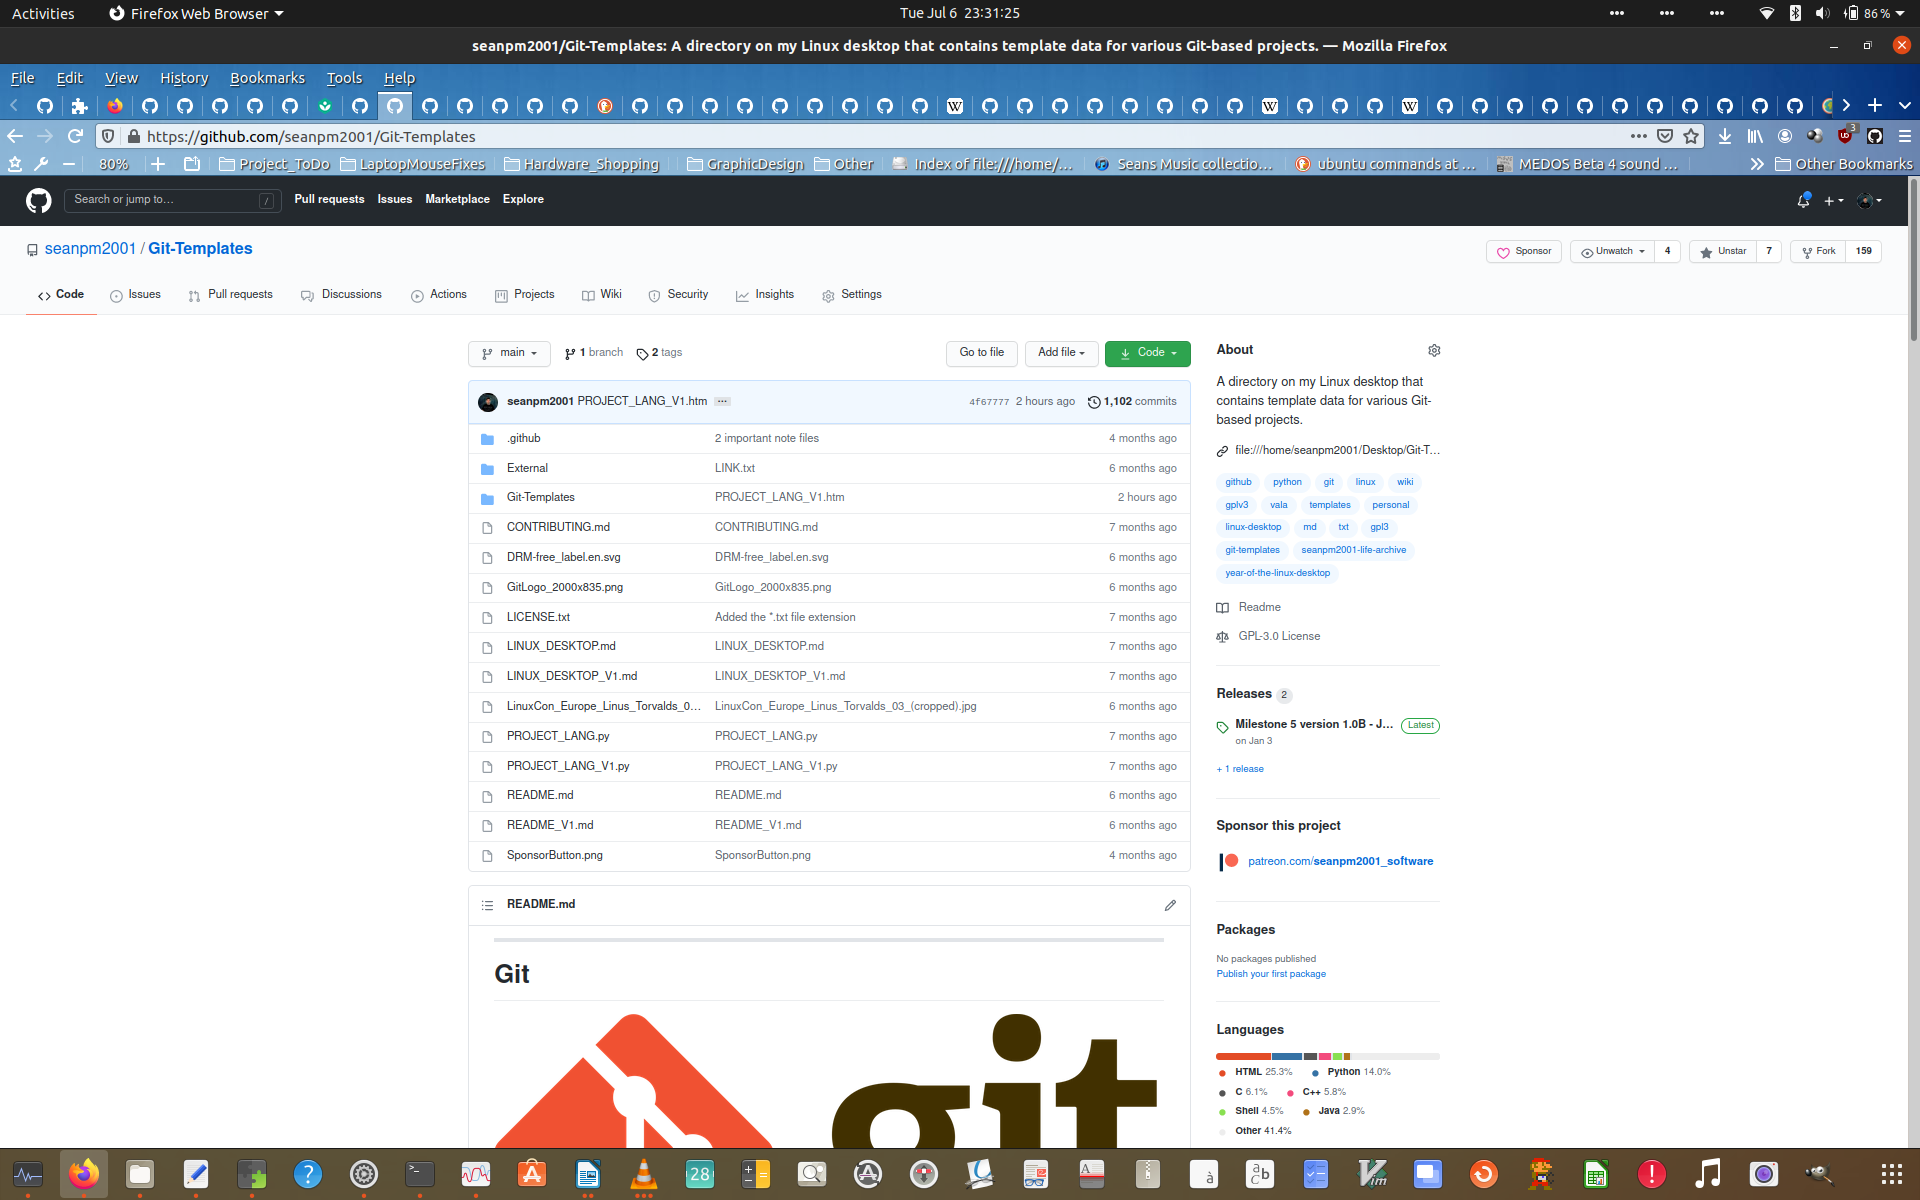 Activities Firefox Web Browser Tue Jul 6 23:31:25 86%
seanpm2001/Git-Templates: A directory on my Linux desktop that contains template data for various Git-based projects. — Mozilla Firefox
File Edit View History Bookmarks Tools Help
https://github.com/seanpm2001/Git-Templates 3
80% Project_ToDo LaptopMouseFixes Hardware_Shopping GraphicDesign Other Index of file:///home/... Seans Music collectio... ubuntu commands at ... MEDOS Beta 4 sound ... Other Bookmarks
Search or jump to... / Pull requests Issues Marketplace Explore
seanpm2001 / Git-Templates Sponsor Unwatch 4 Unstar 7 Fork 159
Code Issues Pull requests Discussions Actions Projects Wiki Security Insights Settings
main 1 branch 2 tags Go to file Add file Code
seanpm2001 PROJECT_LANG_V1.htm ... 4f67777 2 hours ago 1,102 commits
.github 2 important note files 4 months ago
External LINK.txt 6 months ago
Git-Templates PROJECT_LANG_V1.htm 2 hours ago
CONTRIBUTING.md CONTRIBUTING.md 7 months ago
DRM-free_label.en.svg DRM-free_label.en.svg 6 months ago
GitLogo_2000x835.png GitLogo_2000x835.png 6 months ago
LICENSE.txt Added the *.txt file extension 7 months ago
LINUX_DESKTOP.md LINUX_DESKTOP.md 7 months ago
LINUX_DESKTOP_V1.md LINUX_DESKTOP_V1.md 7 months ago
LinuxCon_Europe_Linus_Torvalds_0... LinuxCon_Europe_Linus_Torvalds_03_(cropped).jpg 6 months ago
PROJECT_LANG.py PROJECT_LANG.py 7 months ago
PROJECT_LANG_V1.py PROJECT_LANG_V1.py 7 months ago
README.md README.md 6 months ago
README_V1.md README_V1.md 6 months ago
SponsorButton.png SponsorButton.png 4 months ago
README.md
Git
git
About
A directory on my Linux desktop that
contains template data for various Git-
based projects.
file:///home/seanpm2001/Desktop/Git-T...
github python git linux wiki
gplv3 vala templates personal
linux-desktop md txt gpl3
git-templates seanpm2001-life-archive
year-of-the-linux-desktop
Readme
GPL-3.0 License
Releases 2
Milestone 5 version 1.0B - J... Latest
on Jan 3
+ 1 release
Sponsor this project
patreon.com/seanpm2001_software
Packages
No packages published
Publish your first package
Languages
HTML 25.3% Python 14.0%
C 6.1% C++ 5.8%
Shell 4.5% Java 2.9%
Other 41.4%
28